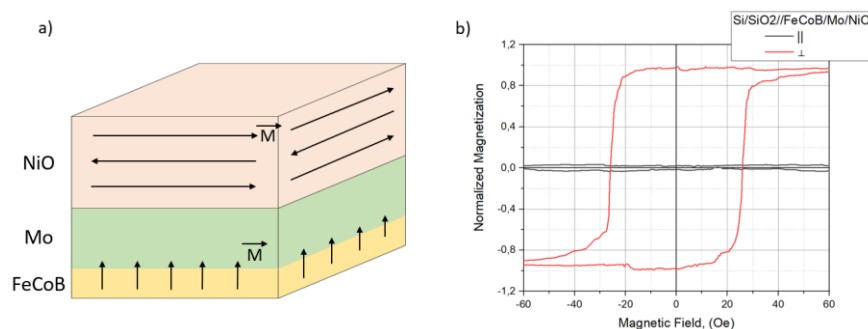 a)
M
NiO
Mo
M
FeCoB
b)
Si/SiO2//FeCoB/Mo/NiO
||
⊥
1,2
0,8
0,4
0,0
-0,4
-0,8
-1,2
Normalized Magnetization
-60 -40 -20 0 20 40 60
Magnetic Field, (Oe)